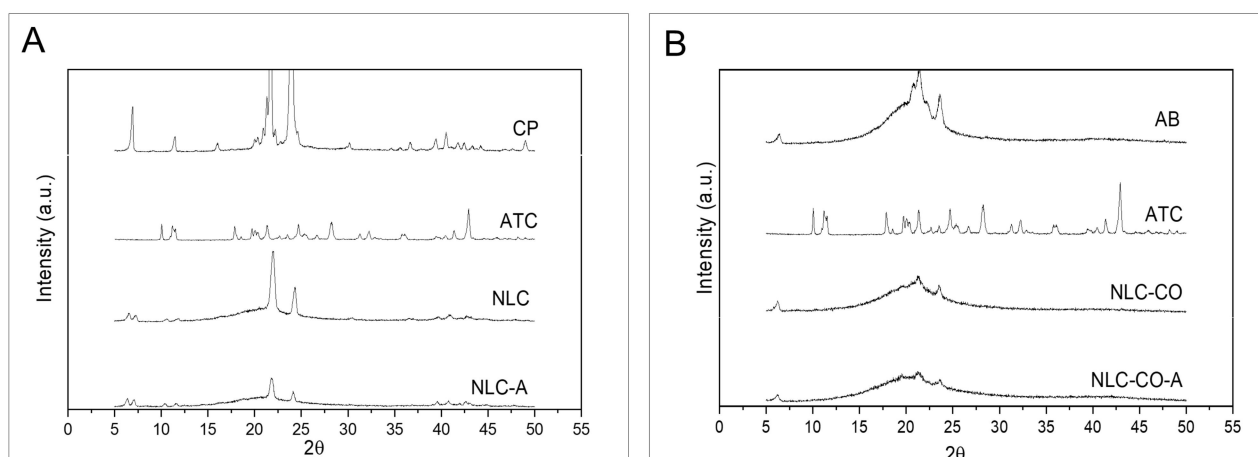 A
CP
ATC
NLC
NLC-A
Intensity (a.u.)
0 5 10 15 20 25 30 35 40 45 50 55
2θ
B
AB
ATC
NLC-CO
NLC-CO-A
Intensity (a.u.)
0 5 10 15 20 25 30 35 40 45 50 55
2θ